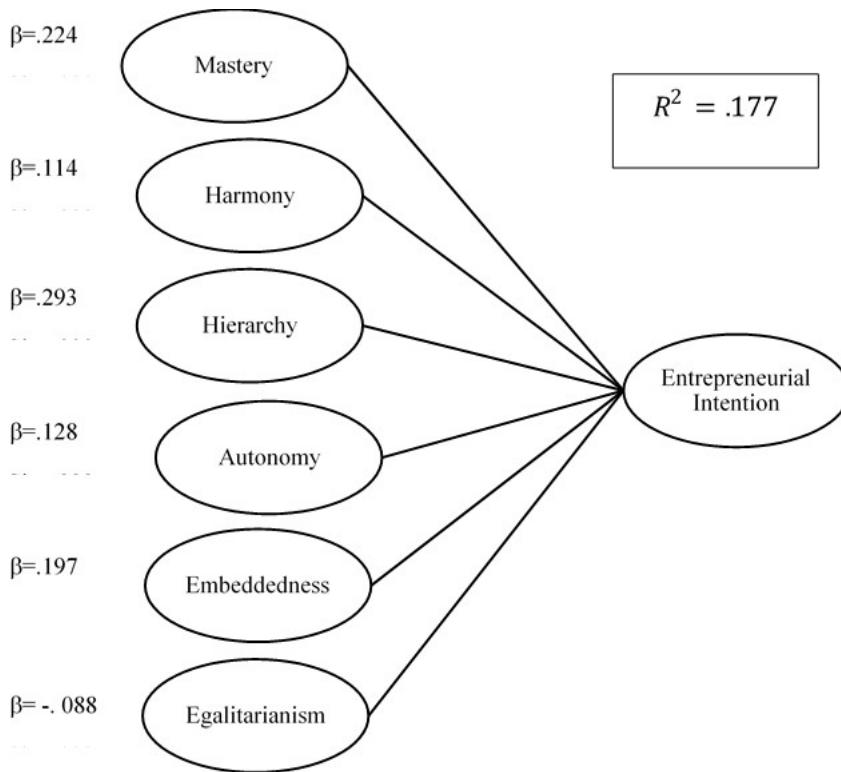 β=.224
Mastery
R² = .177
β=.114
Harmony
β=.293
Hierarchy
Entrepreneurial
Intention
β=.128
Autonomy
β=.197
Embeddedness
β= -. 088
Egalitarianism